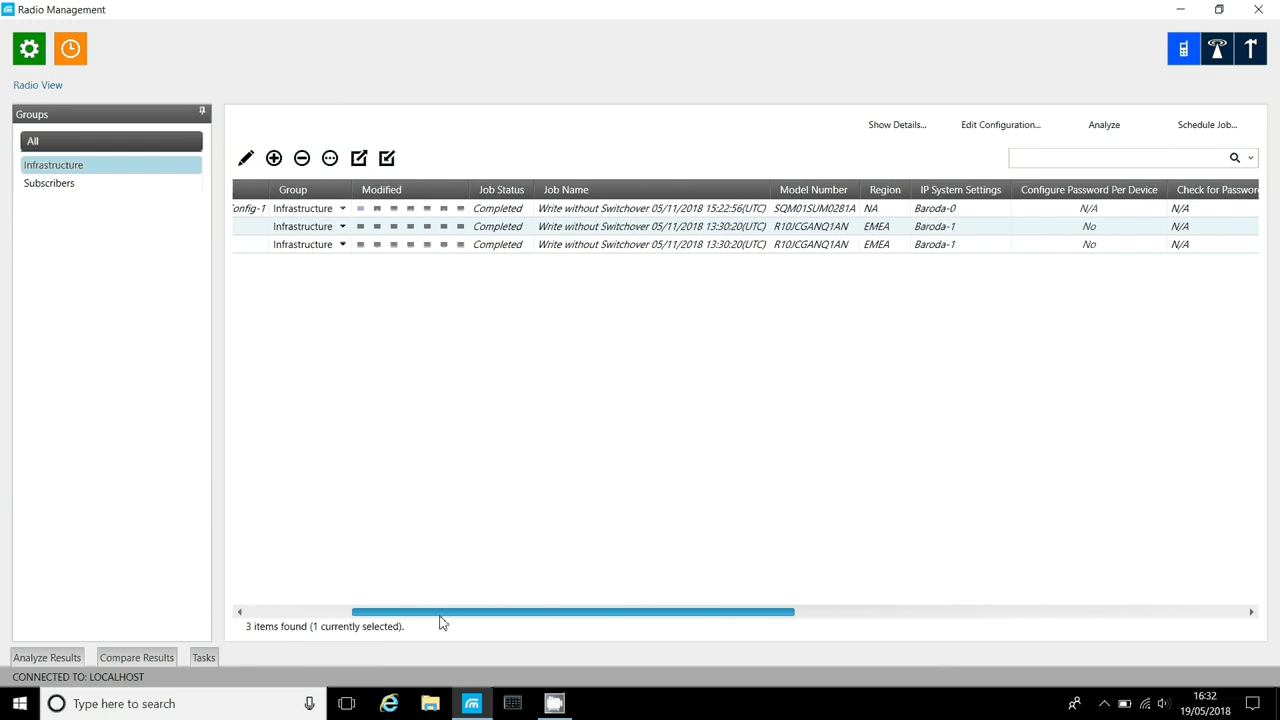 Radio Management
Radio View
Groups
All
Infrastructure
Subscribers
Show Details... Edit Configuration... Analyze Schedule Job...
Group Modified Job Status Job Name Model Number Region IP System Settings Configure Password Per Device Check for Passwor
onfig-1 Infrastructure Completed Write without Switchover 05/11/2018 15:22:56(UTC) SQM01SUM0281A NA Baroda-0 N/A N/A
Infrastructure Completed Write without Switchover 05/11/2018 13:30:20(UTC) R10JCGANQ1AN EMEA Baroda-1 No N/A
Infrastructure Completed Write without Switchover 05/11/2018 13:30:20(UTC) R10JCGANQ1AN EMEA Baroda-1 No N/A
3 items found (1 currently selected).
Analyze Results Compare Results Tasks
CONNECTED TO: LOCALHOST
Type here to search
16:32
19/05/2018